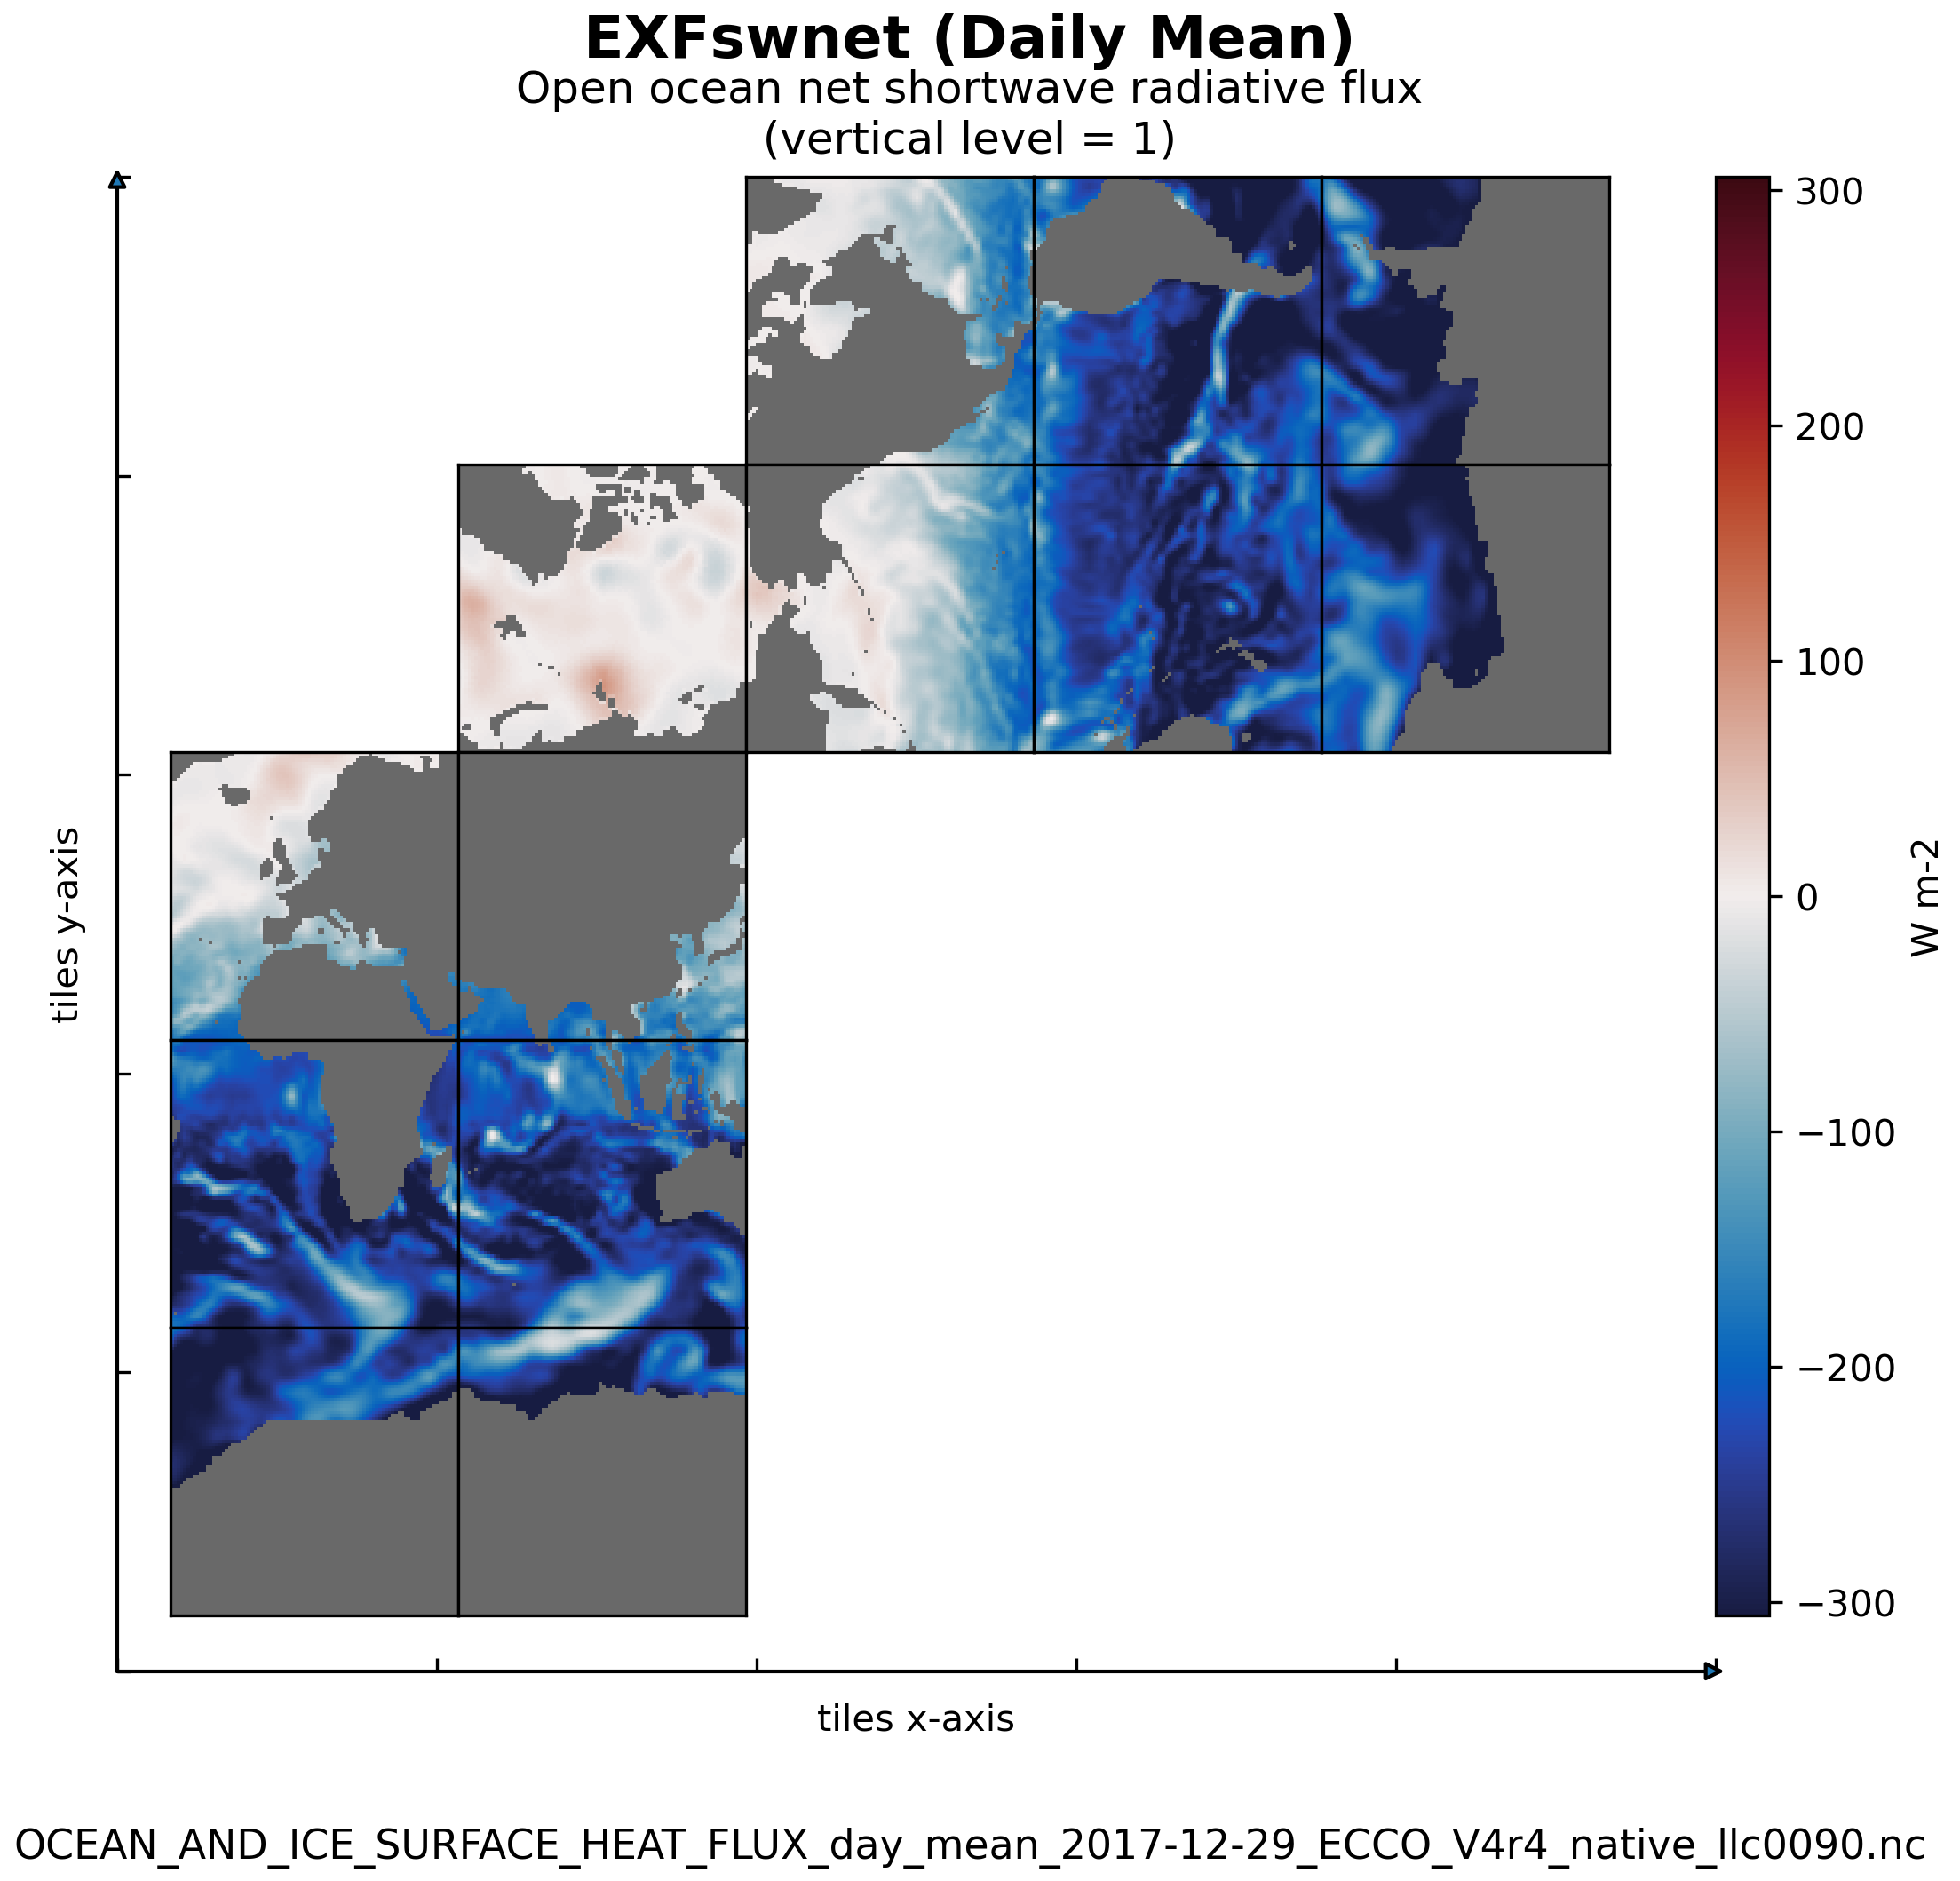 EXFswnet (Daily Mean)
Open ocean net shortwave radiative flux
(vertical level = 1)
300
200
100
0
−100
−200
−300
W m-2
tiles y-axis
tiles x-axis
OCEAN_AND_ICE_SURFACE_HEAT_FLUX_day_mean_2017-12-29_ECCO_V4r4_native_llc0090.nc